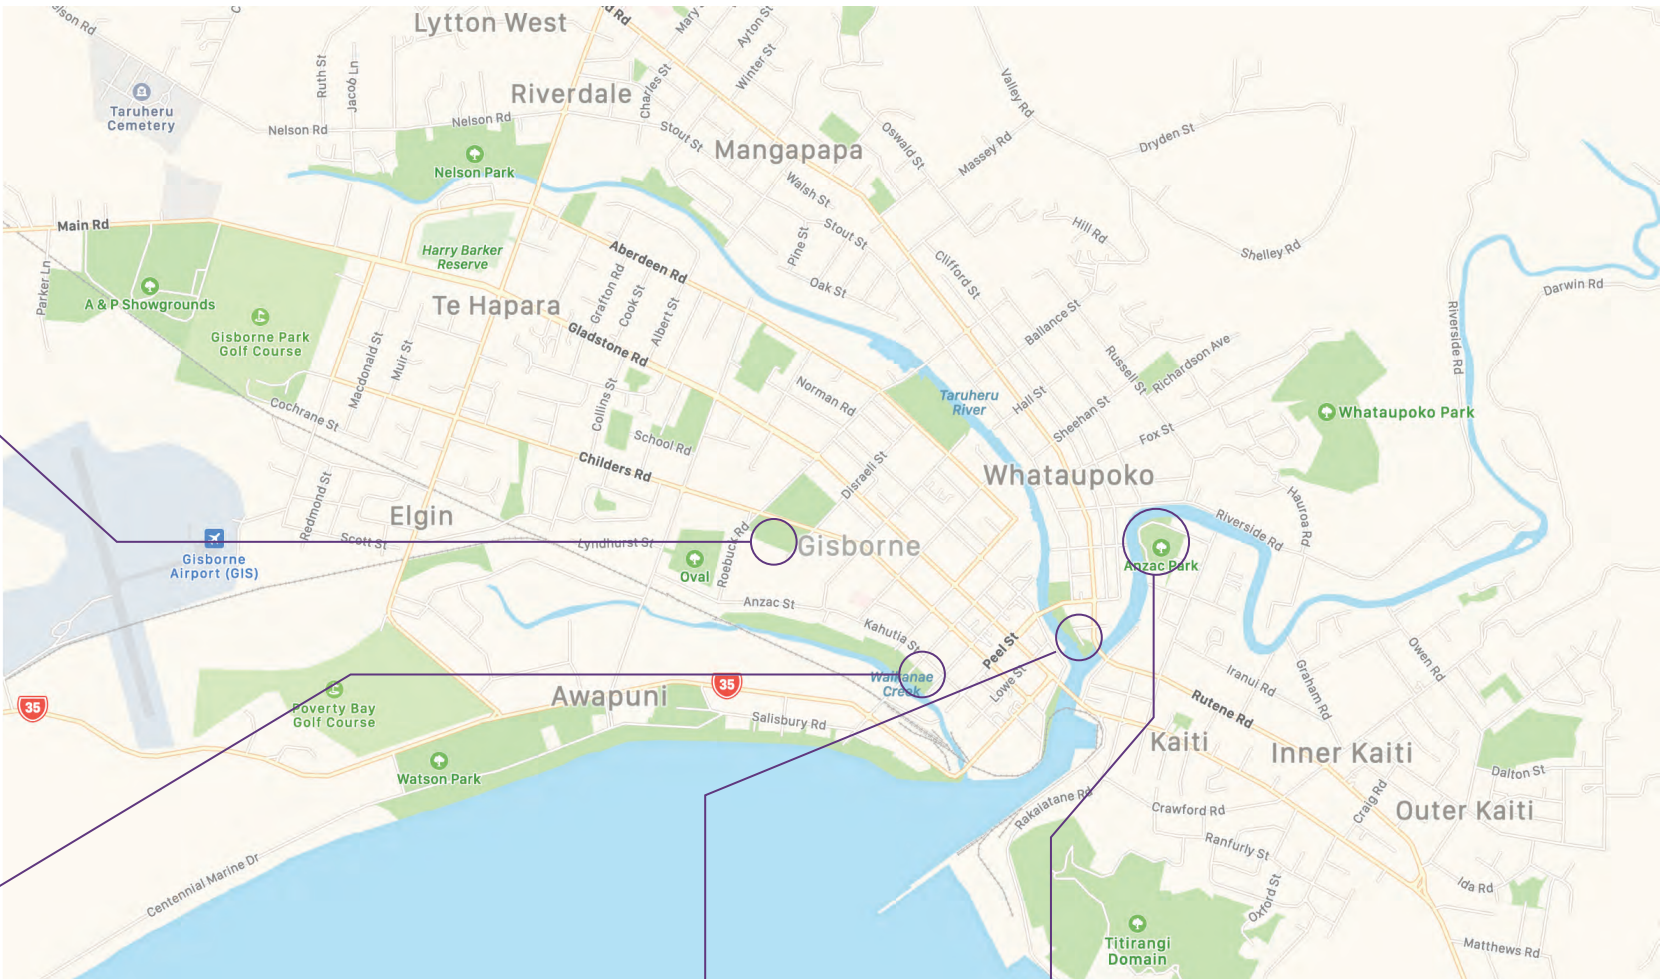 Lytton West
Mary
Ayton St
Winter St
Charles St
Ruth St
Jacob Ln
Riverdale
Taruheru
Cemetery
Nelson Rd
Nelson Rd
Stout St
Valley Rd
Oswald St
Massey Rd
Dryden St
Mangapapa
Nelson Park
Walsh St
Main Rd
Harry Barker
Reserve
Aberdeen Rd
Pine St
Stout St
Hill Rd
Shelley Rd
Clifford St
Parker Ln
A & P Showgrounds
Te Hapara
Grafton Rd
Cook St
Albert St
Oak St
Darwin Rd
Gisborne Park
Golf Course
Gladstone Rd
Macdonald St
Muir St
Ballance St
Russell St
Richardson Ave
Riverside Rd
Collins St
Norman Rd
Taruheru
River
Hall St
Sheehan St
Fox St
Whataupoko Park
Cochrane St
School Rd
Childers Rd
Disraeli St
Whataupoko
Redmond St
Elgin
Scott St
Lyndhurst St
Roebuck Rd
Gisborne
Hauroa Rd
Riverside Rd
Gisborne
Airport (GIS)
Oval
Anzac Park
Anzac St
Kahutia St
Peel St
Owen Rd
Waikanae
Creek
Lowe St
Iranui Rd
Graham Rd
Rutene Rd
35
35
Awapuni
Poverty Bay
Golf Course
Salisbury Rd
Kaiti
Inner Kaiti
Watson Park
Dalton St
Rakaiatane Rd
Crawford Rd
Craig Rd
Outer Kaiti
Ranfurly St
Centennial Marine Dr
Oxford St
Ida Rd
Titirangi
Domain
Matthews Rd